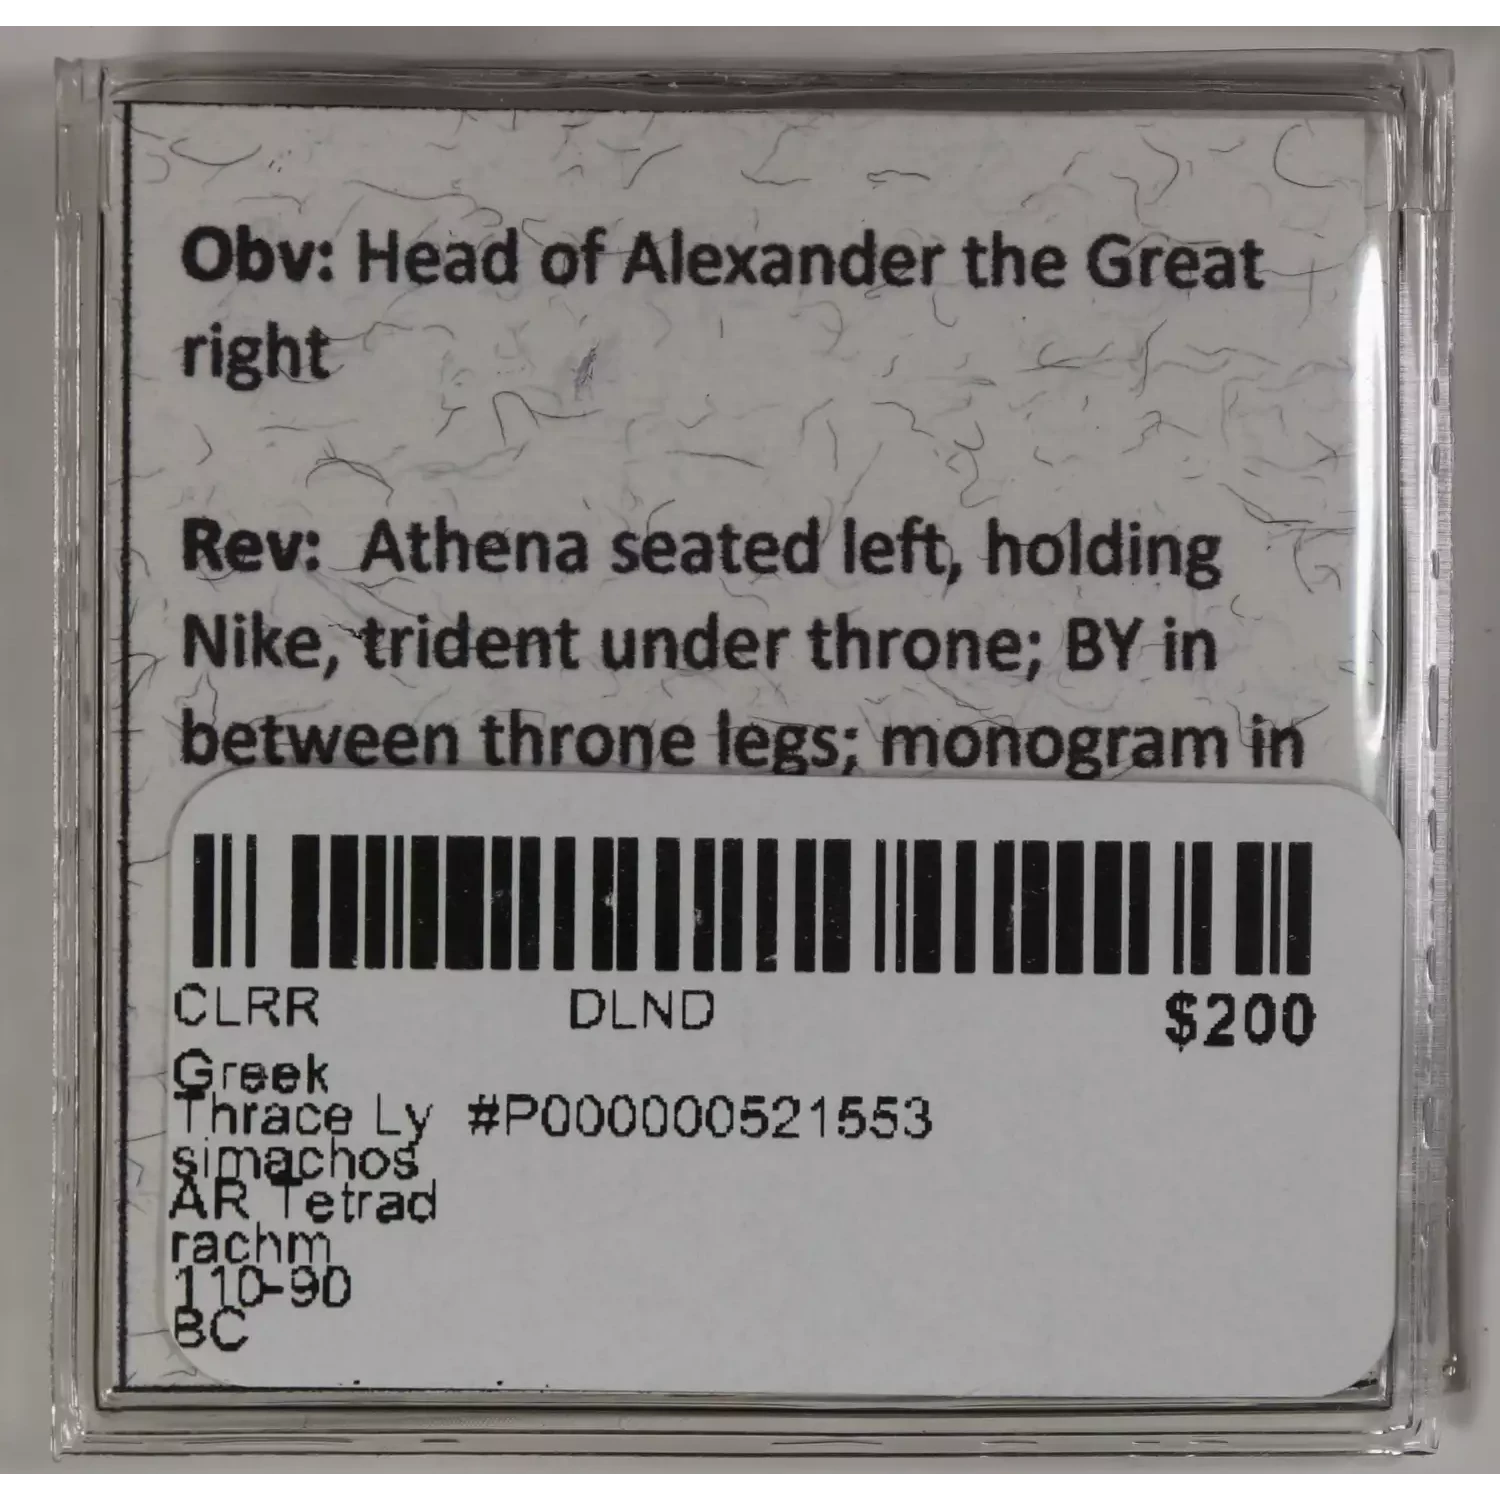 Obv: Head of Alexander the Great
right
Rev: Athena seated left, holding
Nike, trident under throne; BY in
between throne legs; monogram in
CLRR DLND $200
Greek
Thrace Ly #P000000521553
simachos
AR Tetrad
rachm
110-90
BC